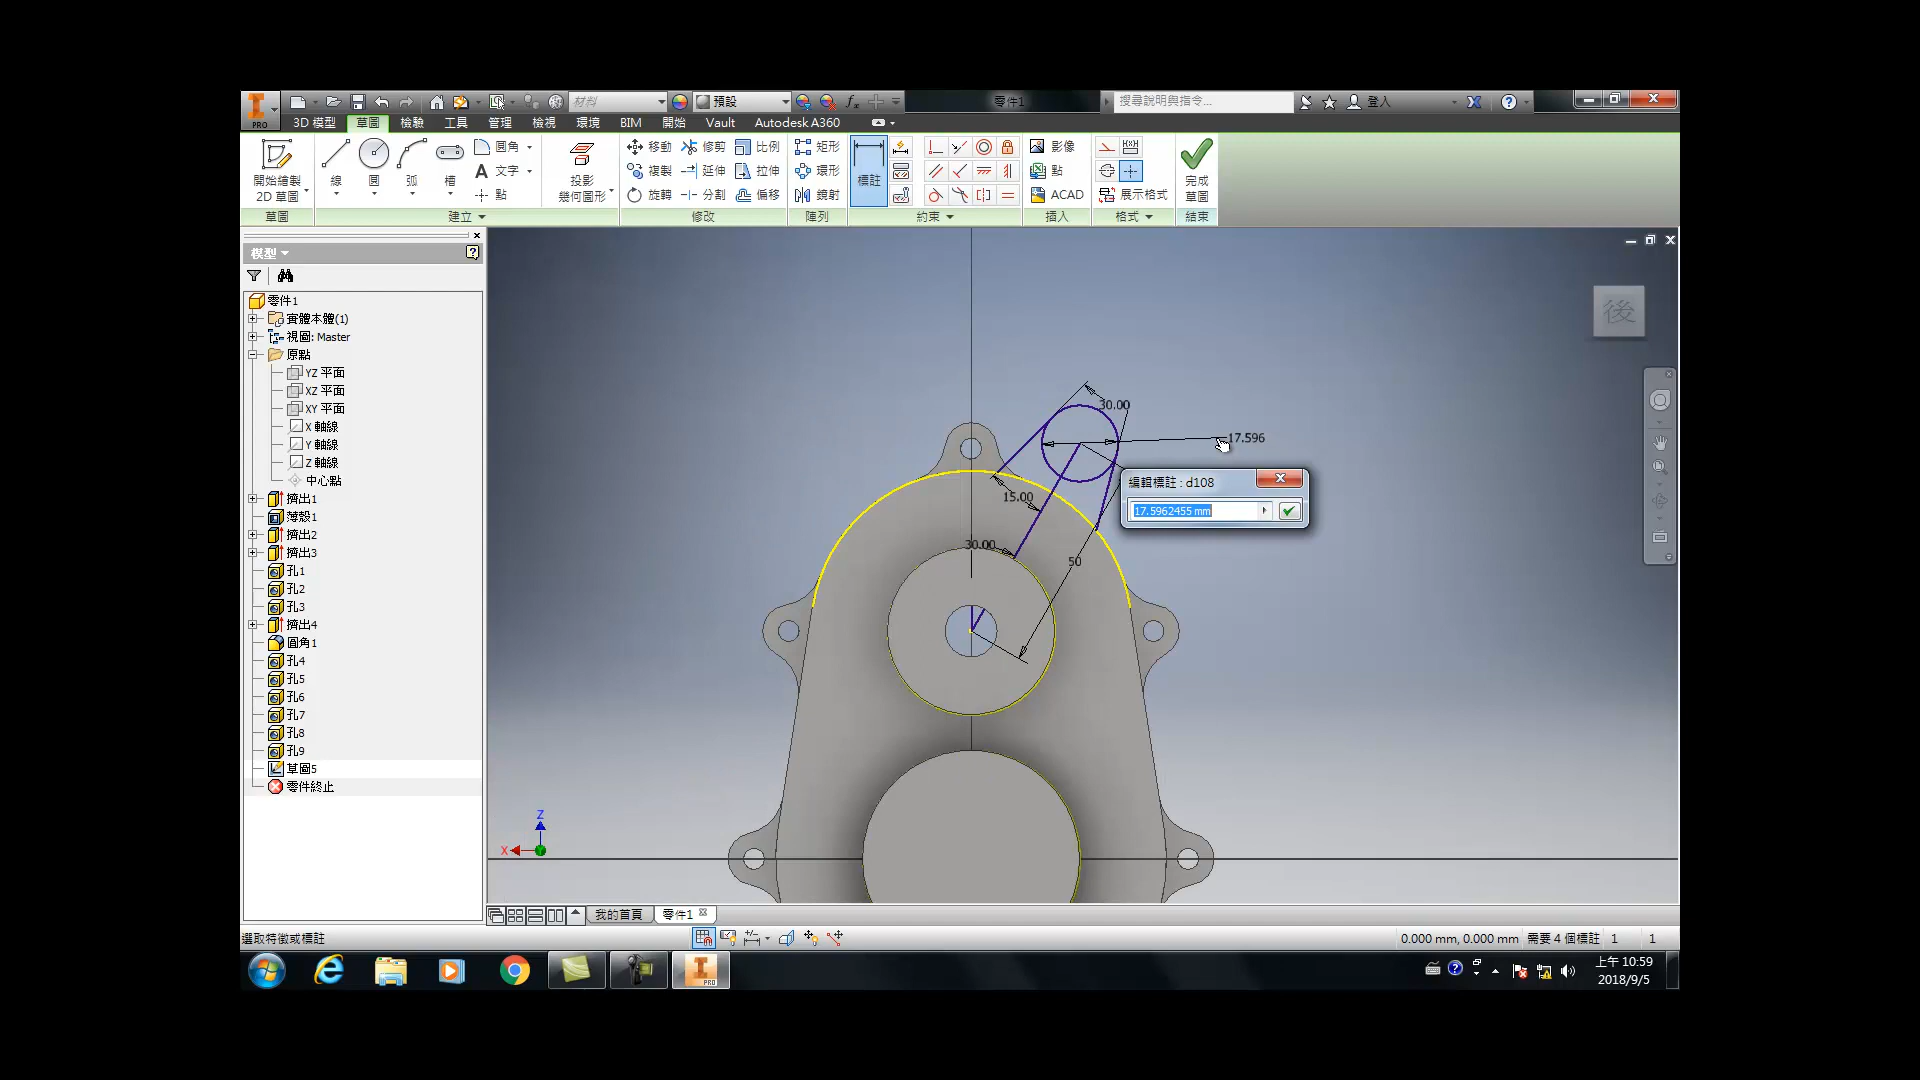 材料
預設
零件1
搜尋說明與指令...
登入
PRO
3D 模型
草圖
檢驗
工具
管理
檢視
環境
BIM
開始
Vault
Autodesk A360
開始繪製
2D 草圖
線
圓
弧
槽
圓角
文字
點
投影
幾何圖形
移動
修剪
比例
複製
延伸
拉伸
旋轉
分割
偏移
矩形
環形
鏡射
標註
影像
點
ACAD
展示格式
完成
草圖
草圖
建立
修改
陣列
約束
插入
格式
結束
模型
零件1
實體本體(1)
視圖: Master
原點
YZ 平面
XZ 平面
XY 平面
X 軸線
Y 軸線
Z 軸線
中心點
擠出1
薄殼1
擠出2
擠出3
孔1
孔2
孔3
擠出4
圓角1
孔4
孔5
孔6
孔7
孔8
孔9
草圖5
零件終止
後
30.00
17.596
15.00
30.00
50
編輯標註 : d108
17.5962455 mm
Z
X
我的首頁
零件1
選取特徵或標註
0.000 mm, 0.000 mm
需要 4 個標註
1
1
PRO
上午 10:59
2018/9/5